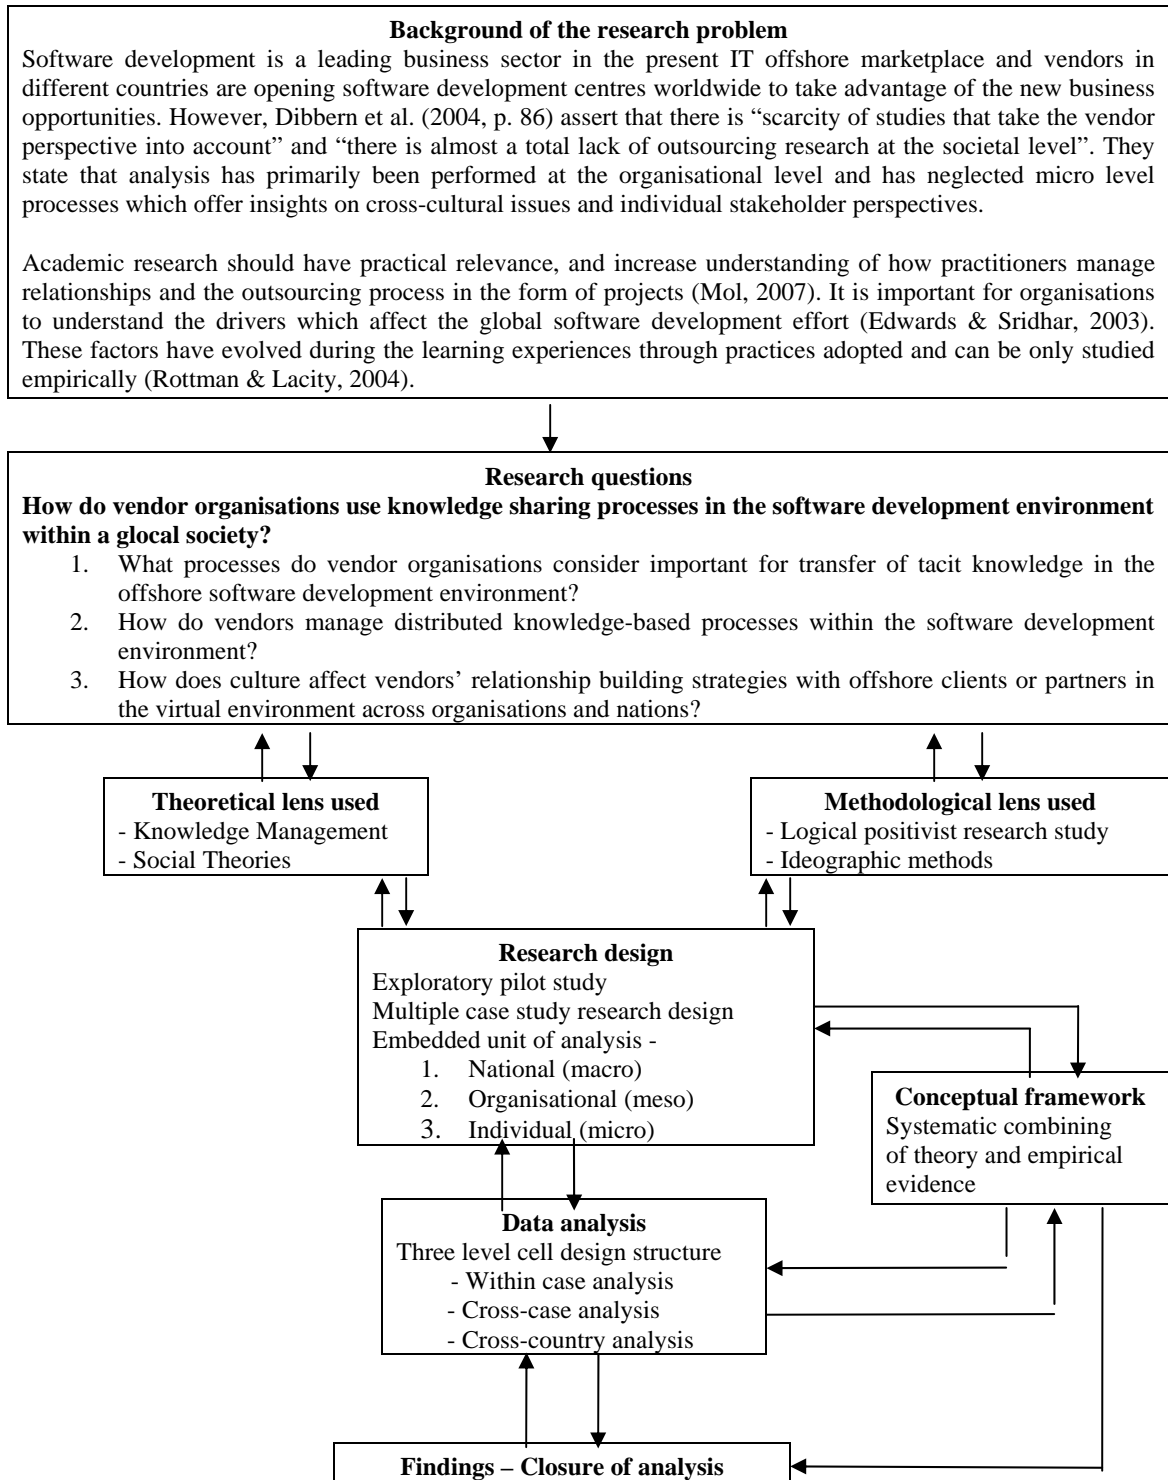 Background of the research problem
Software development is a leading business sector in the present IT offshore marketplace and vendors in
different countries are opening software development centres worldwide to take advantage of the new business
opportunities. However, Dibbern et al. (2004, p. 86) assert that there is “scarcity of studies that take the vendor
perspective into account” and “there is almost a total lack of outsourcing research at the societal level”. They
state that analysis has primarily been performed at the organisational level and has neglected micro level
processes which offer insights on cross-cultural issues and individual stakeholder perspectives.
Academic research should have practical relevance, and increase understanding of how practitioners manage
relationships and the outsourcing process in the form of projects (Mol, 2007). It is important for organisations
to understand the drivers which affect the global software development effort (Edwards & Sridhar, 2003).
These factors have evolved during the learning experiences through practices adopted and can be only studied
empirically (Rottman & Lacity, 2004).
Research questions
How do vendor organisations use knowledge sharing processes in the software development environment
within a glocal society?
1. What processes do vendor organisations consider important for transfer of tacit knowledge in the
offshore software development environment?
2. How do vendors manage distributed knowledge-based processes within the software development
environment?
3. How does culture affect vendors’ relationship building strategies with offshore clients or partners in
the virtual environment across organisations and nations?
Theoretical lens used
- Knowledge Management
- Social Theories
Methodological lens used
- Logical positivist research study
- Ideographic methods
Research design
Exploratory pilot study
Multiple case study research design
Embedded unit of analysis -
1. National (macro)
2. Organisational (meso)
3. Individual (micro)
Conceptual framework
Systematic combining
of theory and empirical
evidence
Data analysis
Three level cell design structure
- Within case analysis
- Cross-case analysis
- Cross-country analysis
Findings – Closure of analysis